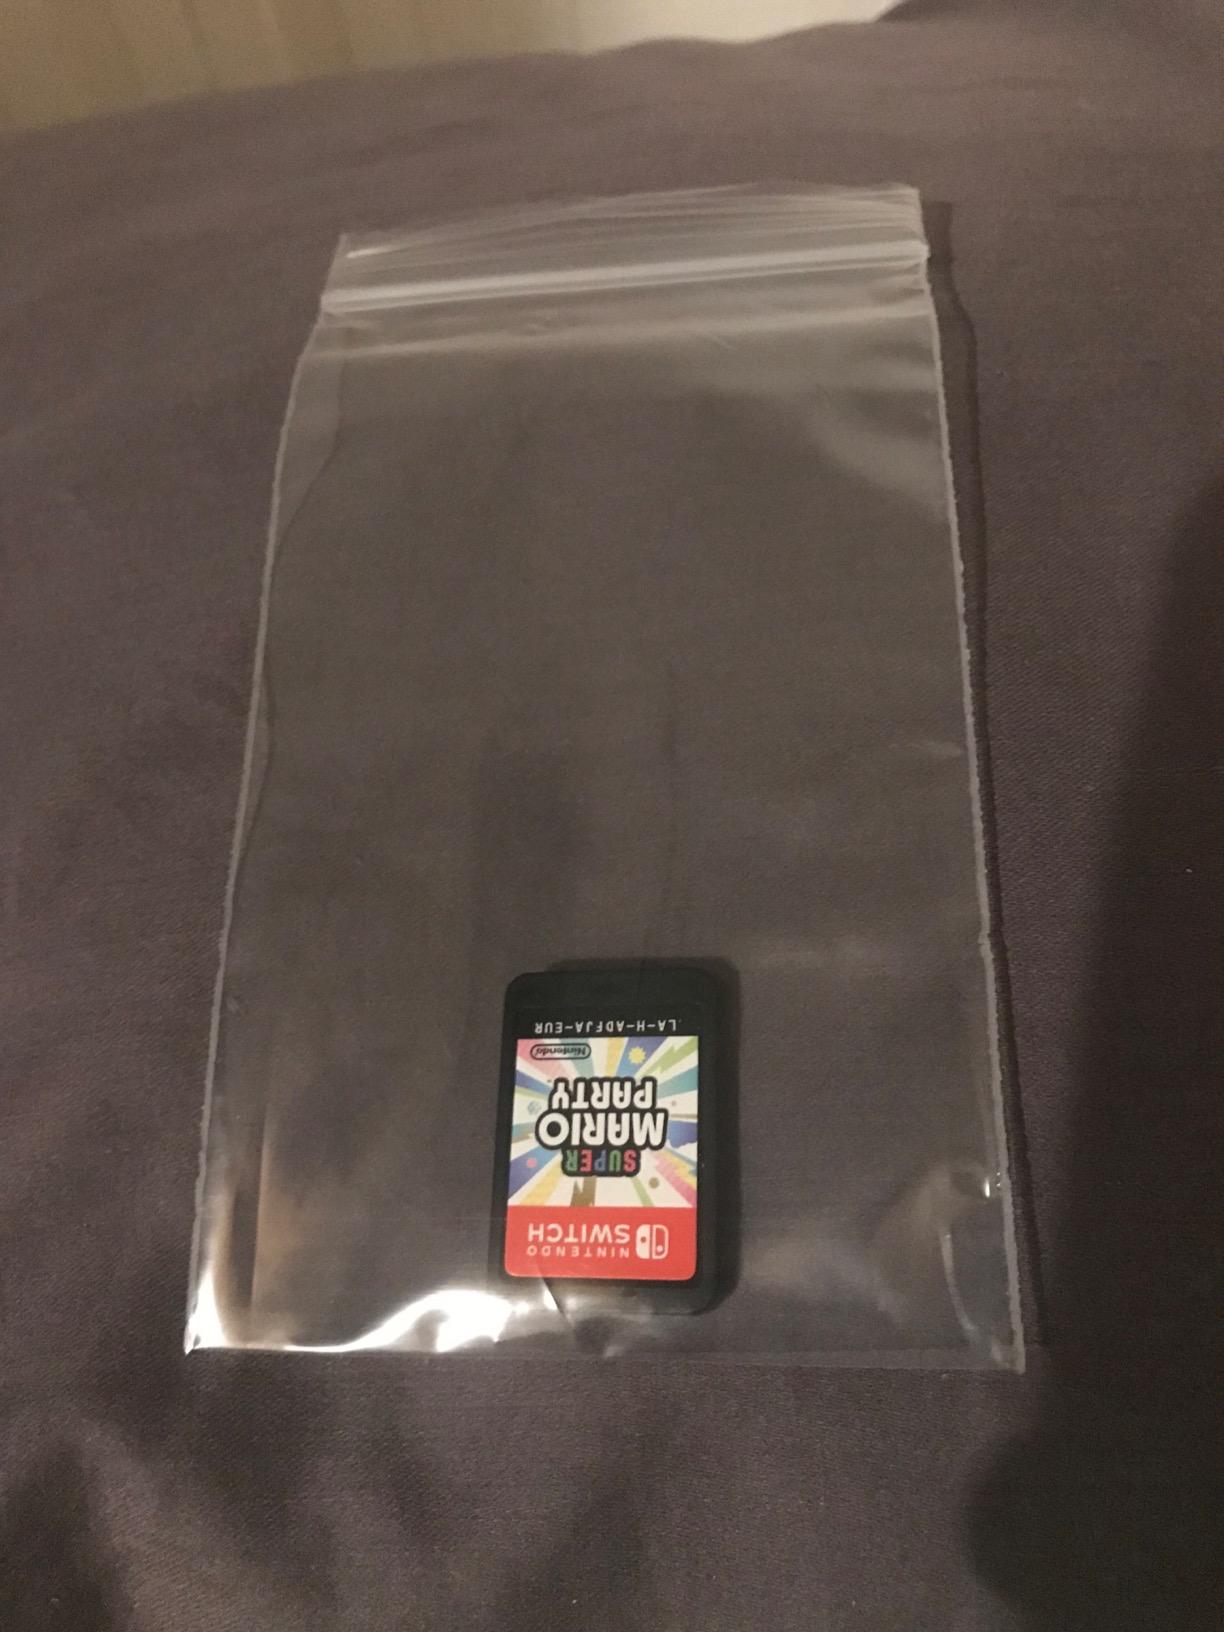 NINTENDO
SWITCH
SUPER
MARIO
PARTY
Nintendo
LA-H-ADFJA-EUR